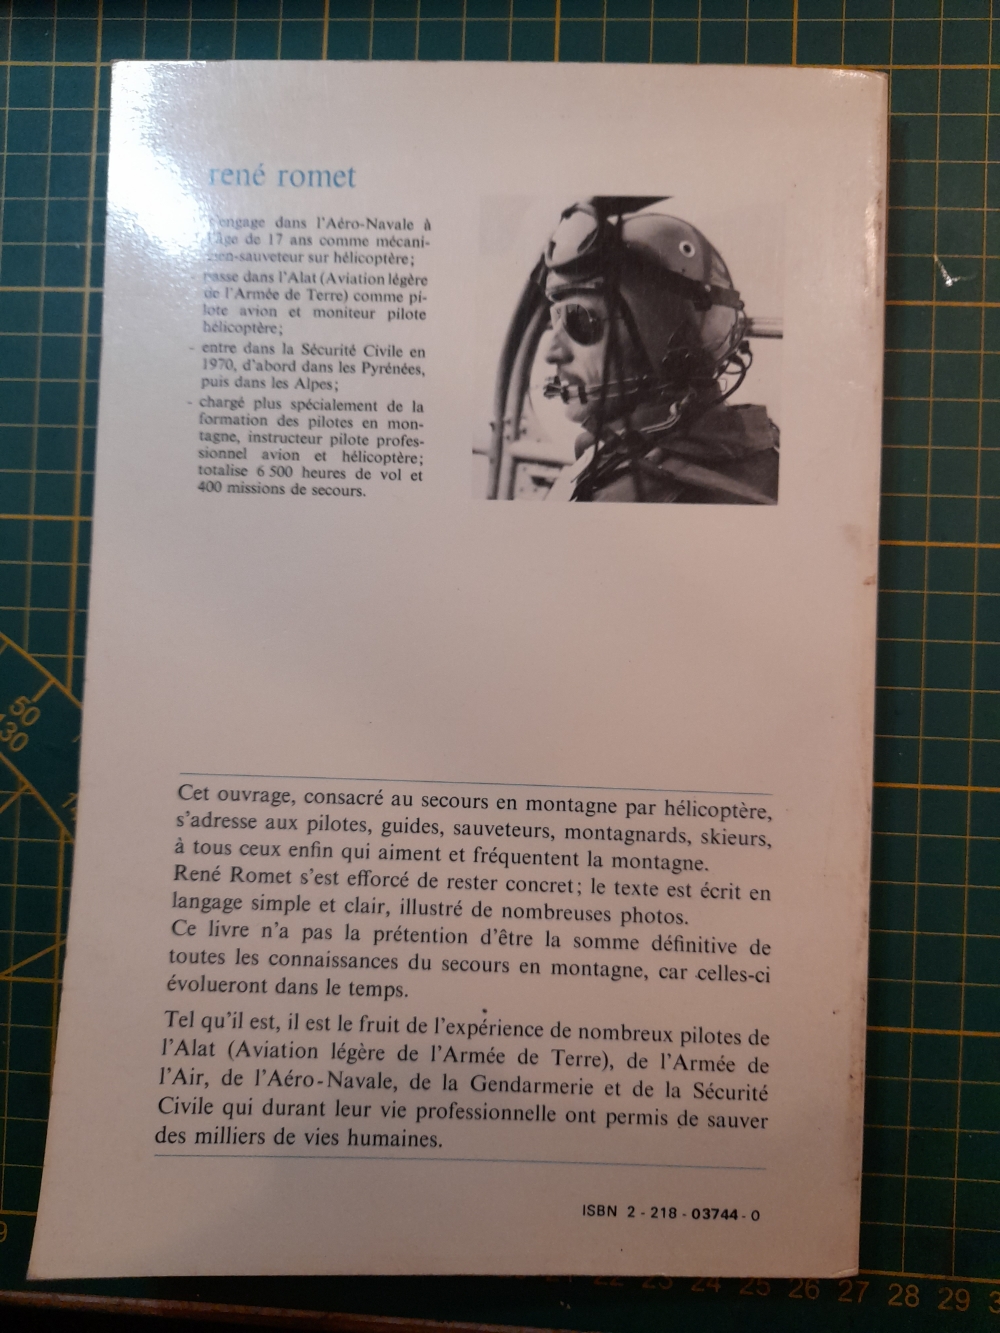 rené romet
s'engage dans l'Aéro-Navale à
l'âge de 17 ans comme mécani-
cien-sauveteur sur hélicoptère;
- passe dans l'Alat (Aviation légère
de l'Armée de Terre) comme pi-
lote avion et moniteur pilote
hélicoptère;
- entre dans la Sécurité Civile en
1970, d'abord dans les Pyrénées,
puis dans les Alpes;
- chargé plus spécialement de la
formation des pilotes en mon-
tagne, instructeur pilote profes-
sionnel avion et hélicoptère;
totalise 6 500 heures de vol et
400 missions de secours.
Cet ouvrage, consacré au secours en montagne par hélicoptère,
s'adresse aux pilotes, guides, sauveteurs, montagnards, skieurs,
à tous ceux enfin qui aiment et fréquentent la montagne.
René Romet s'est efforcé de rester concret; le texte est écrit en
langage simple et clair, illustré de nombreuses photos.
Ce livre n'a pas la prétention d'être la somme définitive de
toutes les connaissances du secours en montagne, car celles-ci
évolueront dans le temps.
Tel qu'il est, il est le fruit de l'expérience de nombreux pilotes de
l'Alat (Aviation légère de l'Armée de Terre), de l'Armée de
l'Air, de l'Aéro-Navale, de la Gendarmerie et de la Sécurité
Civile qui durant leur vie professionnelle ont permis de sauver
des milliers de vies humaines.
ISBN 2 - 218 - 03744 - 0
50
30
22 23 24 25 26 27 28 29